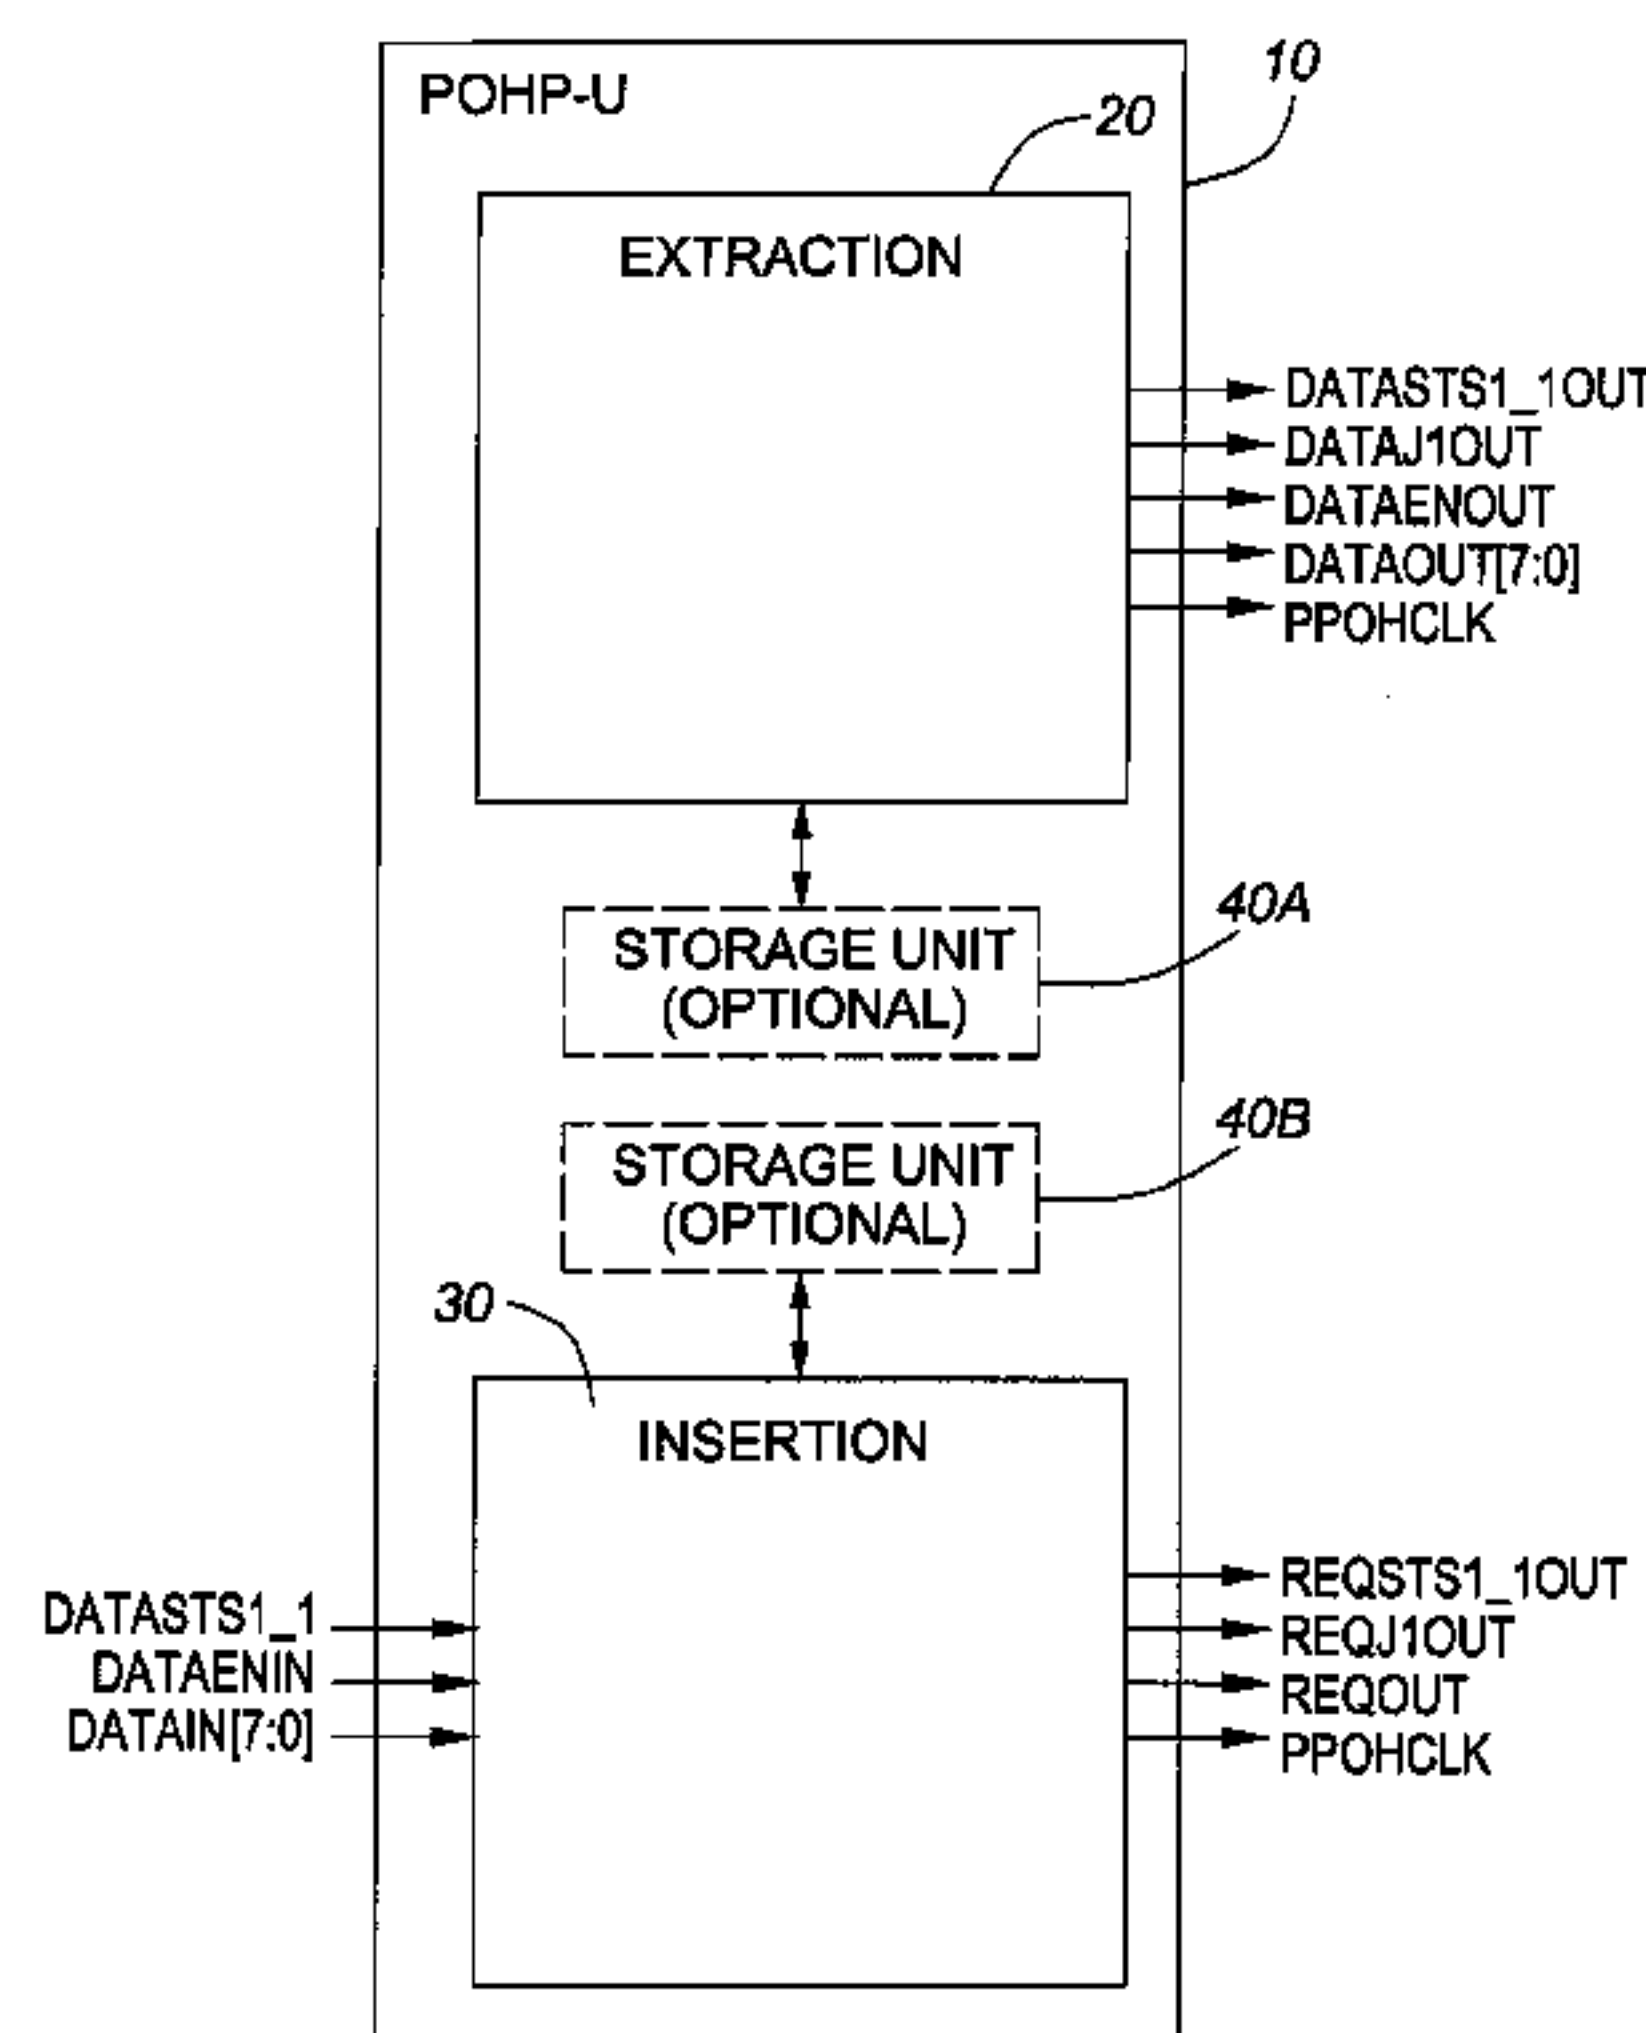 POHP-U
10
20
EXTRACTION
DATASTS1_1OUT
DATAJ1OUT
DATAENOUT
DATAOUT[7:0]
PPOHCLK
40A
STORAGE UNIT
(OPTIONAL)
40B
STORAGE UNIT
(OPTIONAL)
30
INSERTION
DATASTS1_1
DATAENIN
DATAIN[7:0]
REQSTS1_1OUT
REQJ1OUT
REQOUT
PPOHCLK